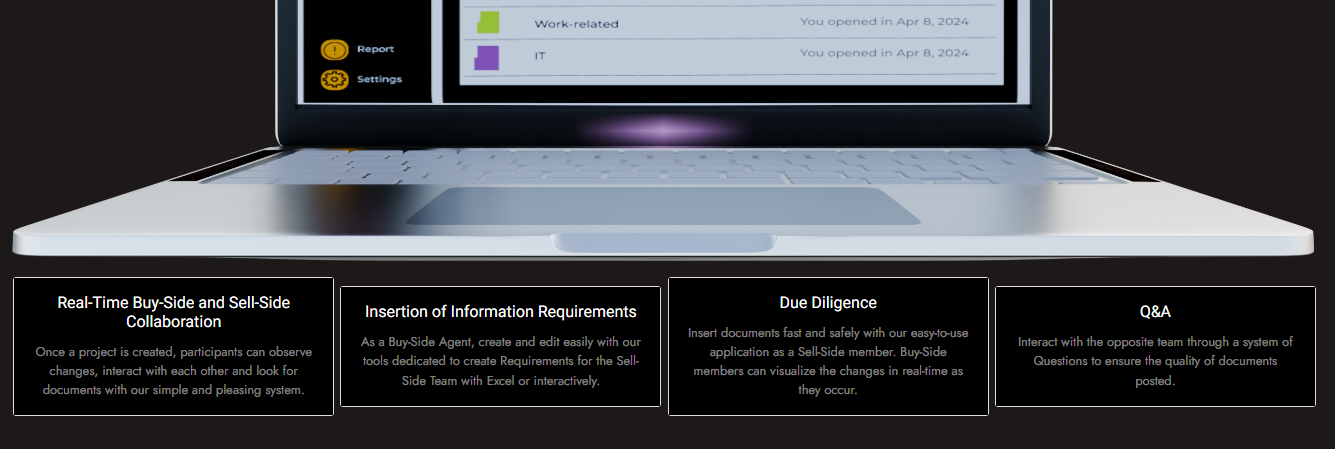 Work-related You opened in Apr 8, 2024
Report
IT You opened in Apr 8, 2024
Settings
Real-Time Buy-Side and Sell-Side
Collaboration
Once a project is created, participants can observe
changes, interact with each other and look for
documents with our simple and pleasing system.
Insertion of Information Requirements
As a Buy-Side Agent, create and edit easily with our
tools dedicated to create Requirements for the Sell-
Side Team with Excel or interactively.
Due Diligence
Insert documents fast and safely with our easy-to-use
application as a Sell-Side member. Buy-Side
members can visualize the changes in real-time as
they occur.
Q&A
Interact with the opposite team through a system of
Questions to ensure the quality of documents
posted.